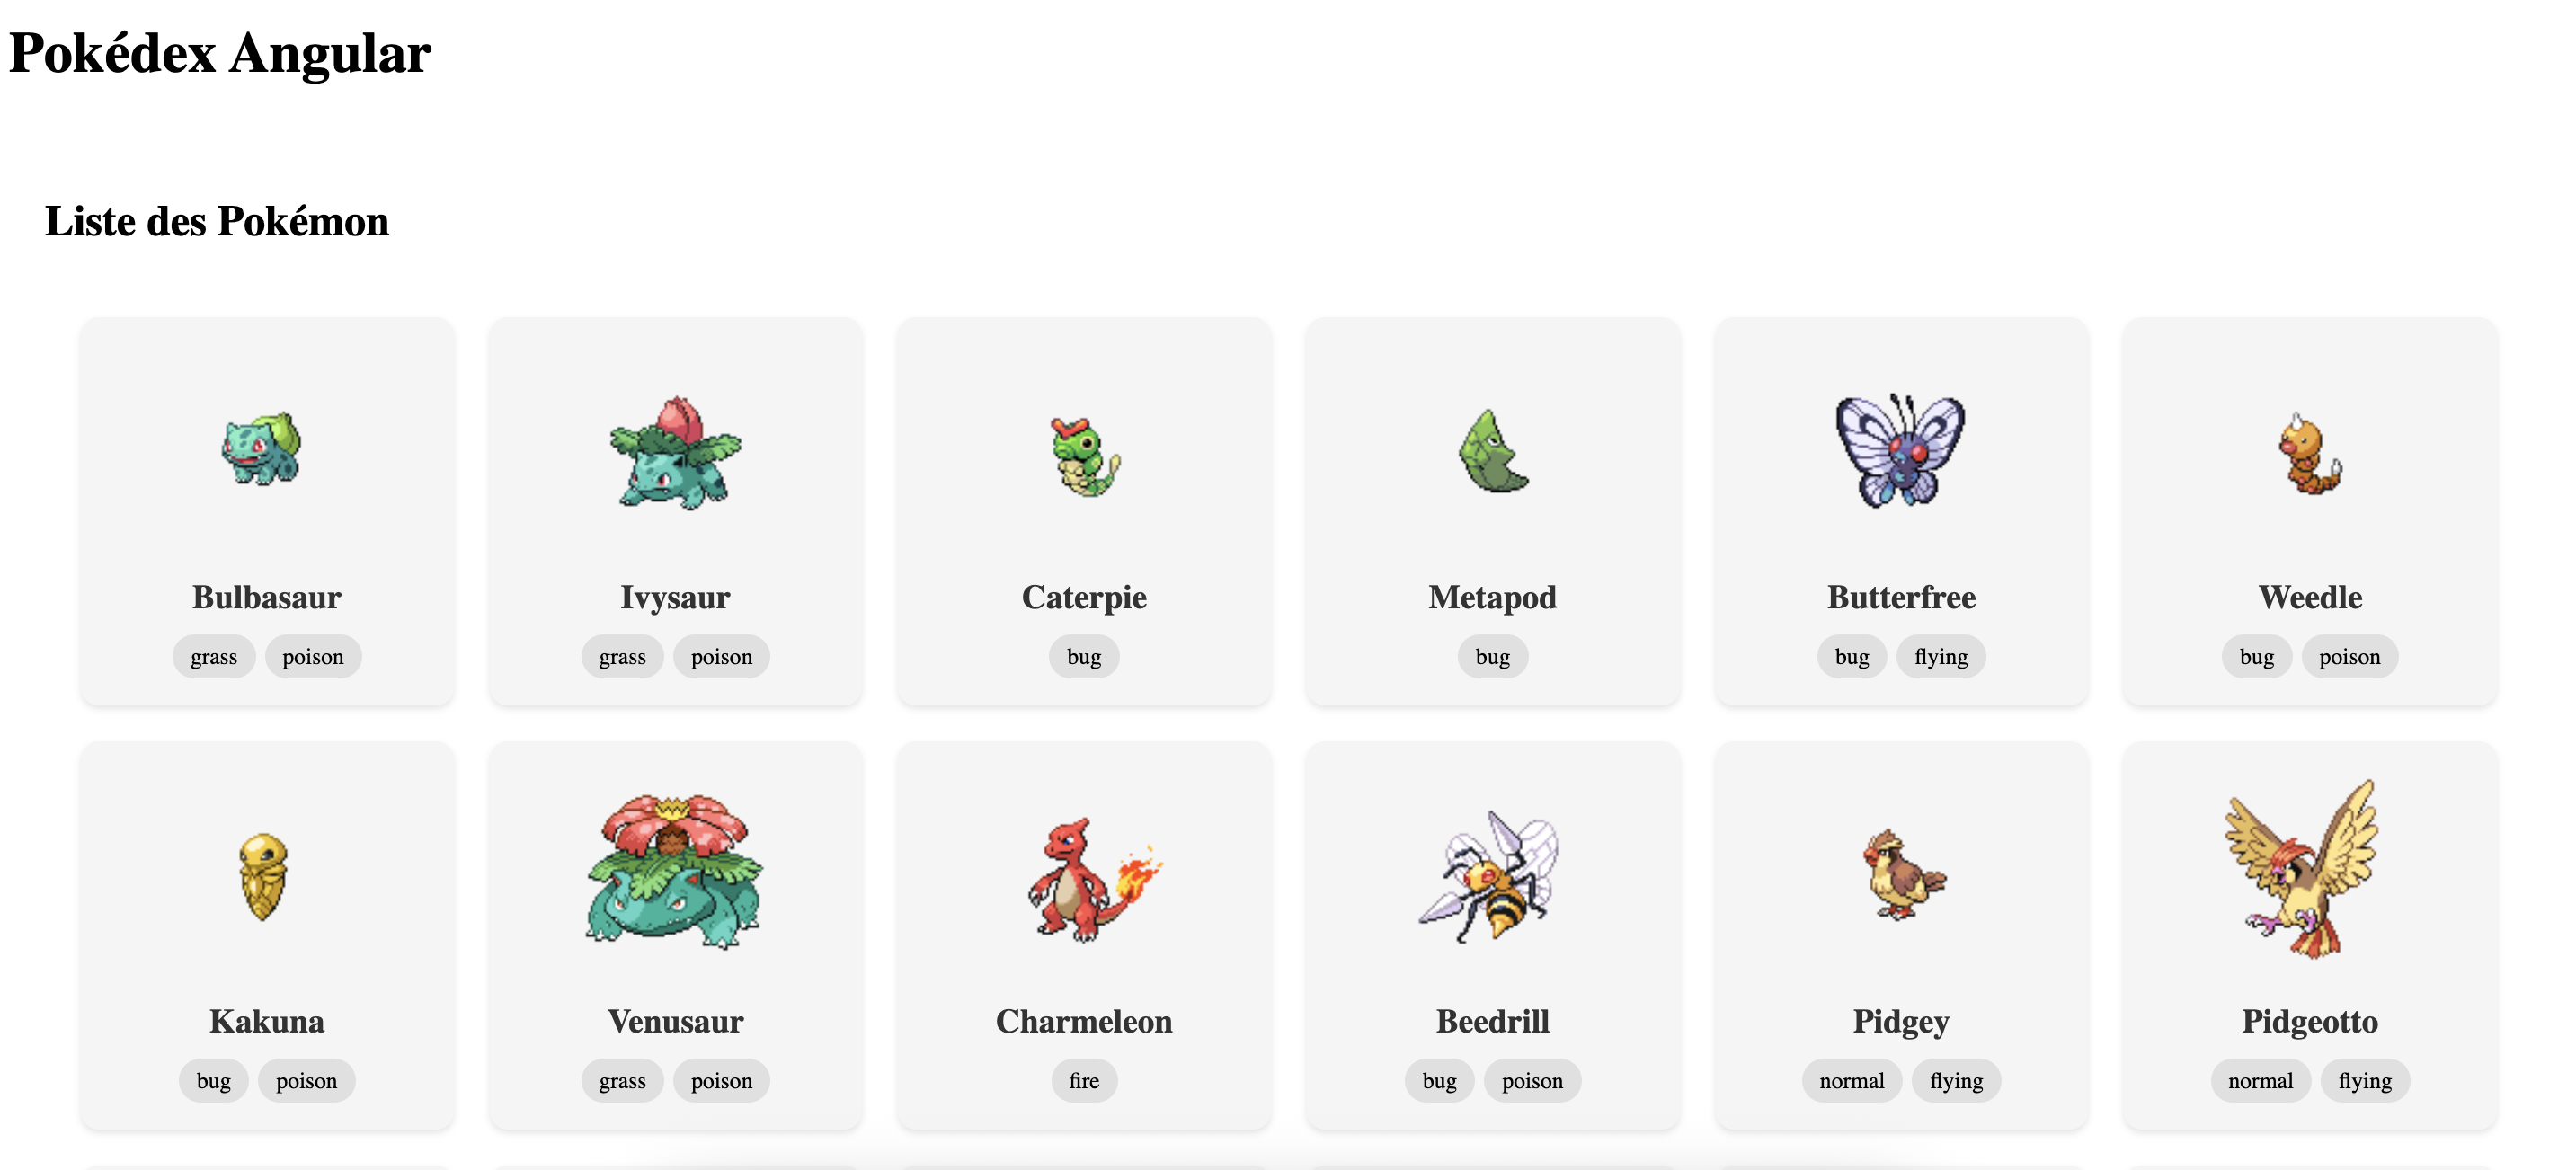 Pokédex Angular
Liste des Pokémon
Bulbasaur
grass poison
Ivysaur
grass poison
Caterpie
bug
Metapod
bug
Butterfree
bug flying
Weedle
bug poison
Kakuna
bug poison
Venusaur
grass poison
Charmeleon
fire
Beedrill
bug poison
Pidgey
normal flying
Pidgeotto
normal flying